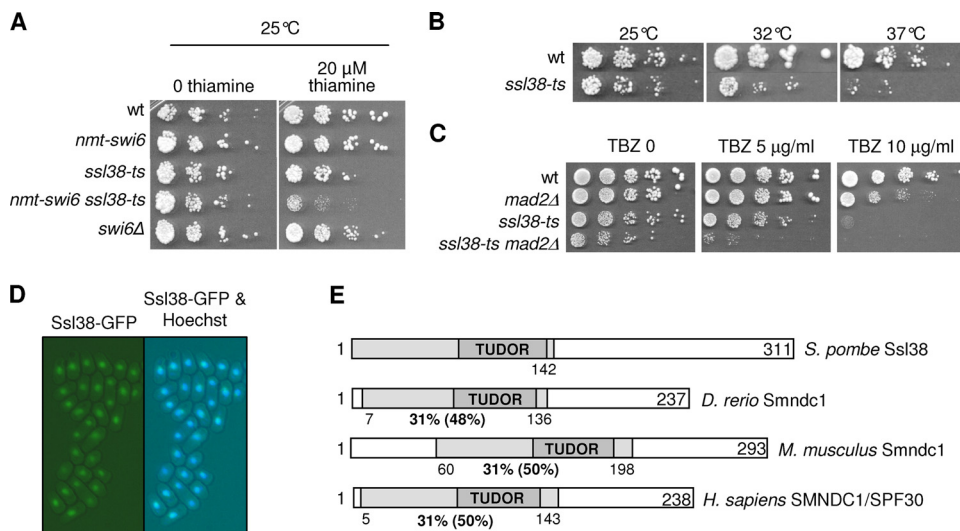 A
25°C
0 thiamine
20 µM
thiamine
wt
nmt-swi6
ssl38-ts
nmt-swi6 ssl38-ts
swi6Δ
B
25°C 32°C 37°C
wt
ssl38-ts
C
TBZ 0 TBZ 5 µg/ml TBZ 10 µg/ml
wt
mad2Δ
ssl38-ts
ssl38-ts mad2Δ
D
Ssl38-GFP
Ssl38-GFP &
Hoechst
E
1 TUDOR 311 S. pombe Ssl38
142
1 TUDOR 237 D. rerio Smndc1
7 31% (48%) 136
1 TUDOR 293 M. musculus Smndc1
60 31% (50%) 198
1 TUDOR 238 H. sapiens SMNDC1/SPF30
5 31% (50%) 143